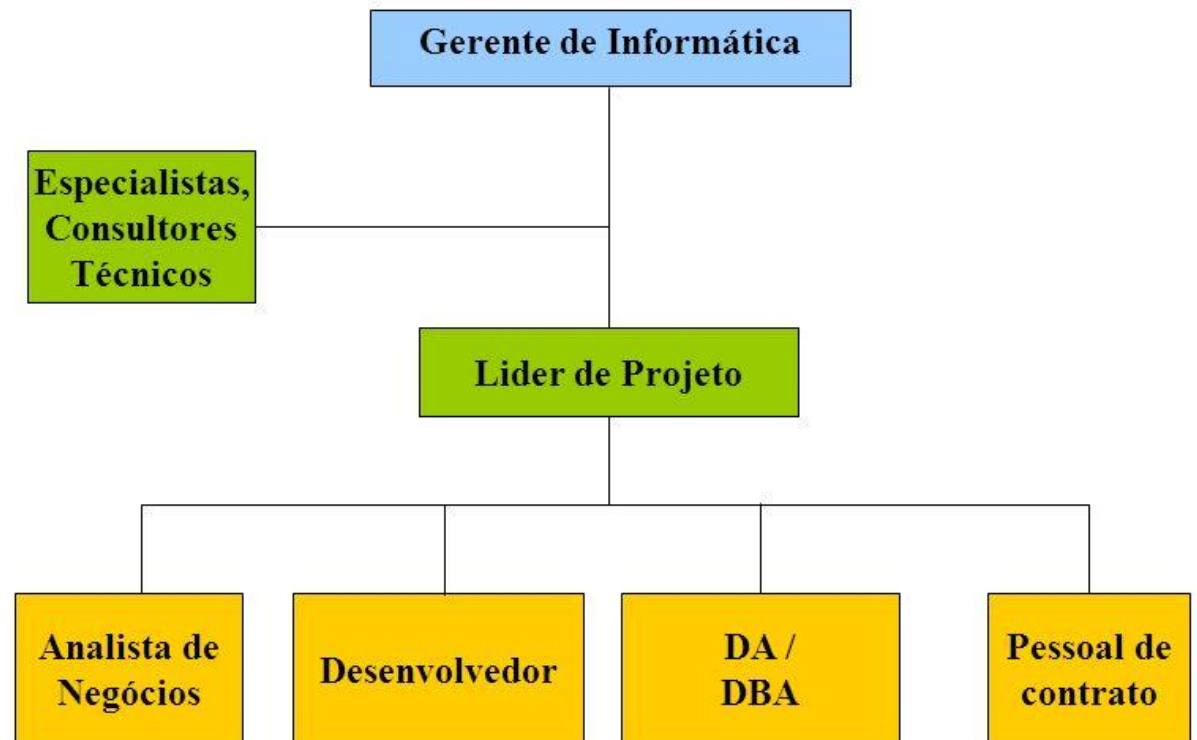 Gerente de Informática
Especialistas,
Consultores
Técnicos
Lider de Projeto
Analista de
Negócios
Desenvolvedor
DA /
DBA
Pessoal de
contrato